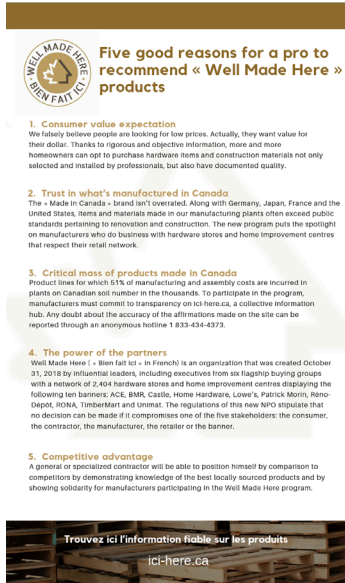 WELL MADE HERE
BIEN FAIT ICI
Five good reasons for a pro to
recommend « Well Made Here »
products
1. Consumer value expectation
We falsely believe people are looking for low prices. Actually, they want value for
their dollar. Thanks to rigorous and objective information, more and more
homeowners can opt to purchase hardware items and construction materials not only
selected and installed by professionals, but also have documented quality.
2. Trust in what's manufactured in Canada
The « Made in Canada » brand isn't overrated. Along with Germany, Japan, France and the
United States, items and materials made in our manufacturing plants often exceed public
standards pertaining to renovation and construction. The new program puts the spotlight
on manufacturers who do business with hardware stores and home improvement centres
that respect their retail network.
3. Critical mass of products made in Canada
Product lines for which 51% of manufacturing and assembly costs are incurred in
plants on Canadian soil number in the thousands. To participate in the program,
manufacturers must commit to transparency on ici-here.ca, a collective information
hub. Any doubt about the accuracy of the affirmations made on the site can be
reported through an anonymous hotline 1 833-434-4373.
4. The power of the partners
Well Made Here ( « Bien fait ici » in French) is an organization that was created October
31, 2018 by influential leaders, including executives from six flagship buying groups
with a network of 2,404 hardware stores and home improvement centres displaying the
following ten banners: ACE, BMR, Castle, Home Hardware, Lowe's, Patrick Morin, Réno-
Dépôt, RONA, TimberMart and Unimat. The regulations of this new NPO stipulate that
no decision can be made if it compromises one of the five stakeholders: the consumer,
the contractor, the manufacturer, the retailer or the banner.
5. Competitive advantage
A general or specialized contractor will be able to position himself by comparison to
competitors by demonstrating knowledge of the best locally-sourced products and by
showing solidarity for manufacturers participating in the Well Made Here program.
Trouvez ici l'information fiable sur les produits
ici-here.ca